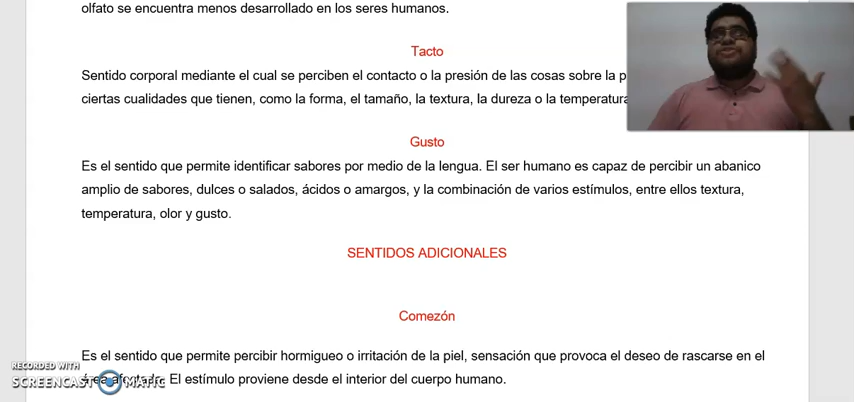 olfato se encuentra menos desarrollado en los seres humanos.
Tacto
Sentido corporal mediante el cual se perciben el contacto o la presión de las cosas sobre la
ciertas cualidades que tienen, como la forma, el tamaño, la textura, la dureza o la temperatura
Gusto
Es el sentido que permite identificar sabores por medio de la lengua. El ser humano es capaz de percibir un abanico
amplio de sabores, dulces o salados, ácidos o amargos, y la combinación de varios estímulos, entre ellos textura,
temperatura, olor y gusto.
SENTIDOS ADICIONALES
Comezón
Es el sentido que permite percibir hormigueo o irritación de la piel, sensación que provoca el deseo de rascarse en el
El estímulo proviene desde el interior del cuerpo humano.
RECORDED WITH
SCREENCAST MATIC